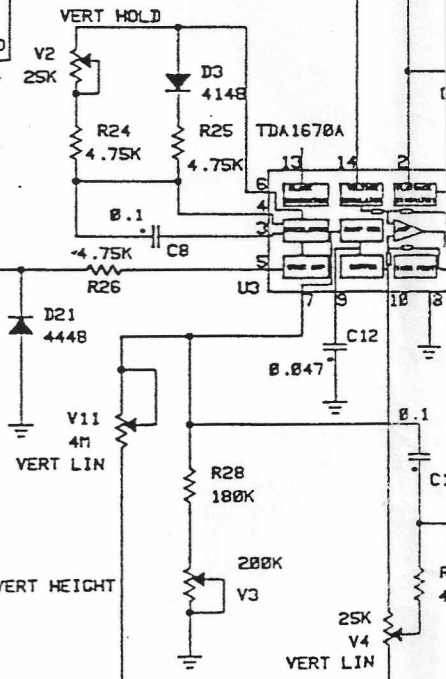 VERT HOLD
V2
25K
D3
4148
R24
4.75K
R25
4.75K
TDA1670A
13
14
2
6
4
3
5
0.1
C8
4.75K
R26
U3
7
9
10
8
D21
4448
C12
0.047
V11
4M
VERT LIN
0.1
R28
180K
200K
V3
VERT HEIGHT
25K
V4
VERT LIN